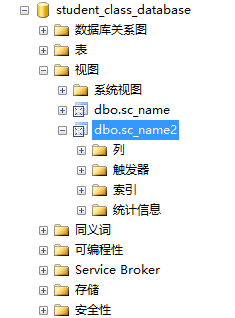 student_class_database
数据库关系图
表
视图
系统视图
dbo.sc_name
dbo.sc_name2
列
触发器
索引
统计信息
同义词
可编程性
Service Broker
存储
安全性